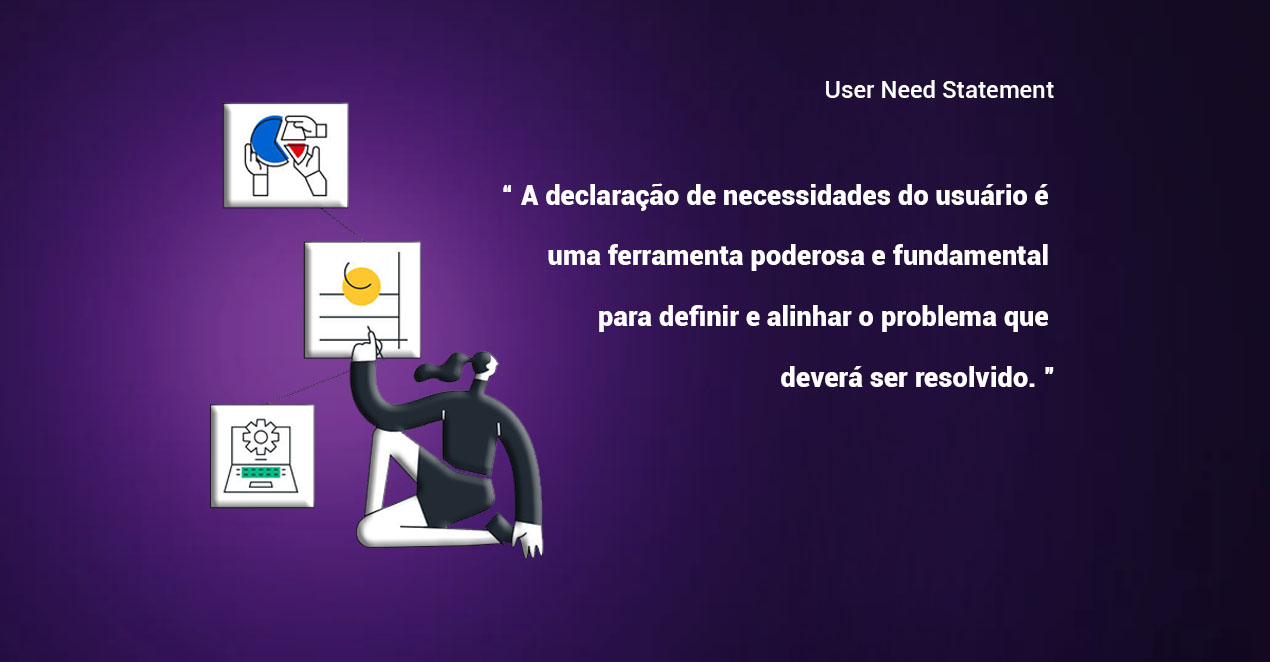 User Need Statement
“ A declaração de necessidades do usuário é
uma ferramenta poderosa e fundamental
para definir e alinhar o problema que
deverá ser resolvido. ”